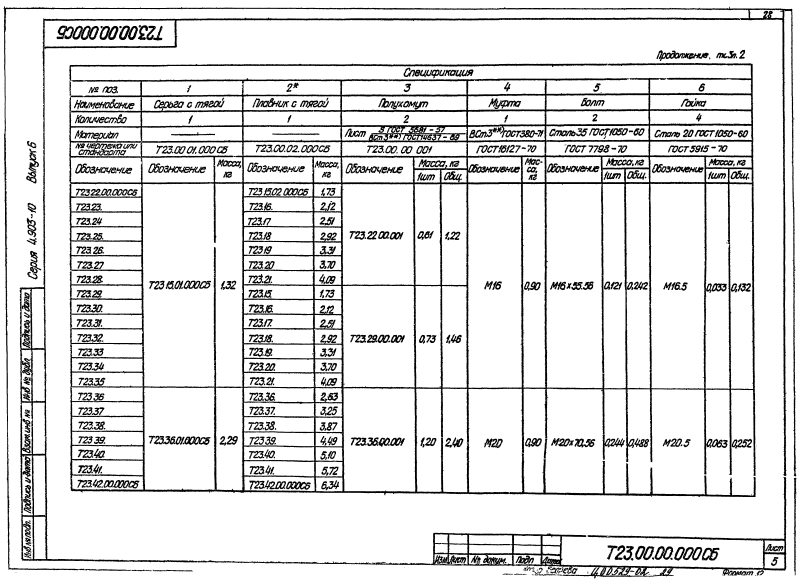 28
Т23.00.00.000СБ
Продолжение, табл. 2
Спецификация
№ поз. 1 2* 3 4 5 6
Наименование Серьга с тягой Плавник с тягой Полухомут Муфта Болт Гайка
Количество 1 1 2 1 2 4
Материал Лист 8 ГОСТ 5681-57 / ВСт3**) ГОСТ 14637-69 ВСт3**) ГОСТ 380-71 Сталь 35 ГОСТ 1050-60 Сталь 20 ГОСТ 1050-60
№ чертежа или стандарта Т23.00.01.000СБ Т23.00.02.000СБ Т23.00.00.001 ГОСТ 16127-70 ГОСТ 7798-70 ГОСТ 5915-70
Обозначение Масса, кг Обозначение Масса, кг Обозначение Масса, кг Обозначение Масса, кг Обозначение Масса, кг Обозначение Масса, кг
1шт Общ. 1шт Общ. 1шт Общ.
Т23.22.00.000СБ Т23.15.02.000СБ 1,73
Т23.23. Т23.16. 2,12
Т23.24 Т23.17. 2,51
Т23.25. Т23.18 2,92 Т23.22.00.001 0,61 1,22
Т23.26. Т23.19 3,31
Т23.27 Т23.20 3,70
Т23.28. Т23.21. 4,09
Т23.15.01.000СБ 1,32 М16 0,90 М16×55.56 0,121 0,242 М16.5 0,033 0,132
Т23.29. Т23.15. 1,73
Т23.30. Т23.16. 2,12
Т23.31. Т23.17. 2,51
Т23.32. Т23.18. 2,92 Т23.29.00.001 0,73 1,46
Т23.33 Т23.19. 3,31
Т23.34 Т23.20. 3,70
Т23.35 Т23.21. 4,09
Т23.36 Т23.36. 2,63
Т23.37 Т23.37. 3,25
Т23.38. Т23.38. 3,87
Т23.39. Т23.36.01.000СБ 2,29 Т23.39. 4,49 Т23.36.00.001 1,20 2,40 М20 0,90 М20×70.56 0,244 0,488 М20.5 0,063 0,252
Т23.40. Т23.40. 5,10
Т23.41. Т23.41. 5,72
Т23.42.00.000СБ Т23.42.00.000СБ 6,34
Серия 4.903-10 Выпуск 6
Инв.№ подл. Подпись и дата Взам.инв.№ Инв.№ дубл. Подпись и дата
Изм. Лист № докум. Подп. Дата
Т23.00.00.000СБ
Лист
5
400529-02 29
Формат 12